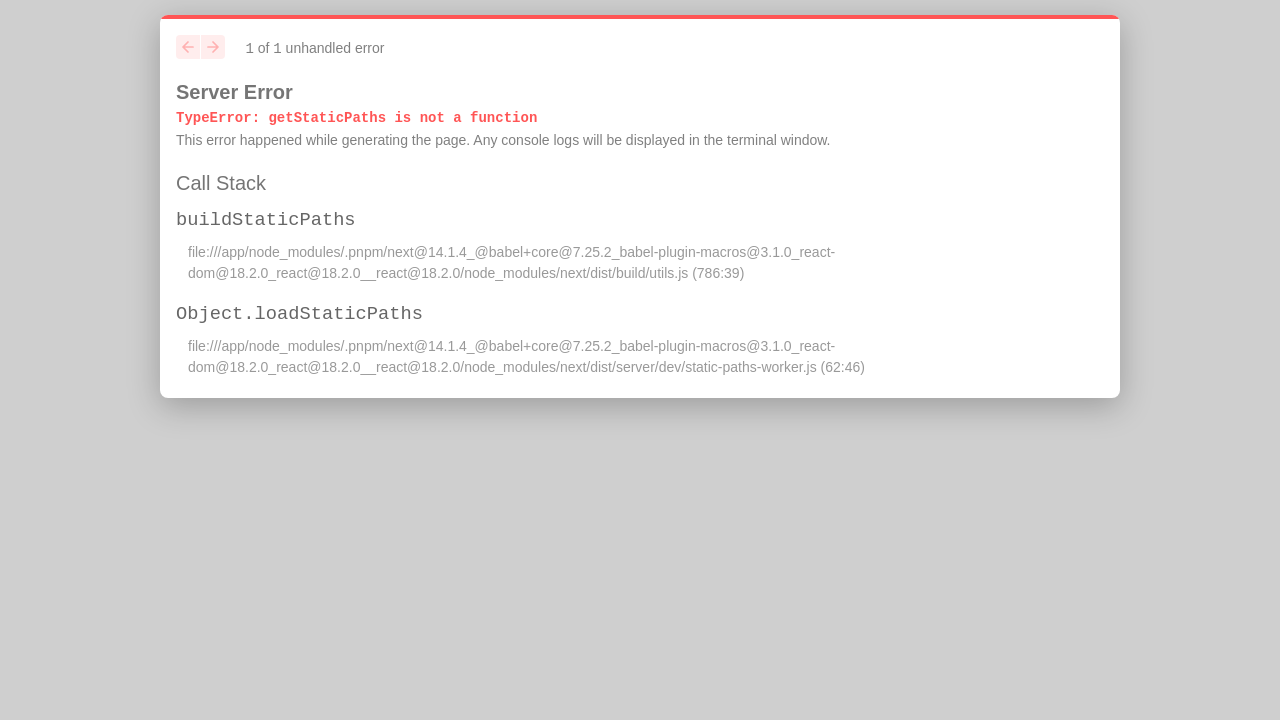 1 of 1 unhandled error
Server Error
TypeError: getStaticPaths is not a function
This error happened while generating the page. Any console logs will be displayed in the terminal window.
Call Stack
buildStaticPaths
file:///app/node_modules/.pnpm/next@14.1.4_@babel+core@7.25.2_babel-plugin-macros@3.1.0_react-
dom@18.2.0_react@18.2.0__react@18.2.0/node_modules/next/dist/build/utils.js (786:39)
Object.loadStaticPaths
file:///app/node_modules/.pnpm/next@14.1.4_@babel+core@7.25.2_babel-plugin-macros@3.1.0_react-
dom@18.2.0_react@18.2.0__react@18.2.0/node_modules/next/dist/server/dev/static-paths-worker.js (62:46)